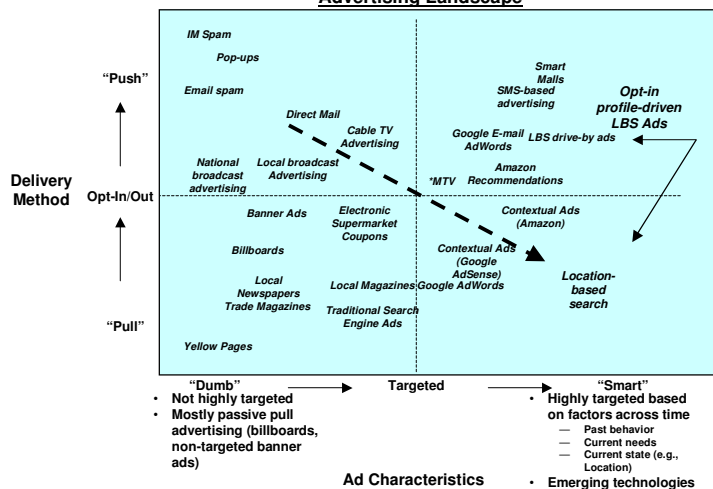 Advertising Landscape
IM Spam
Pop-ups
"Push"
Email spam
Smart
Malls
SMS-based
advertising
Opt-in
profile-driven
LBS Ads
Direct Mail
Cable TV
Advertising
Google E-mail
AdWords
LBS drive-by ads
National
broadcast
advertising
Local broadcast
Advertising
*MTV
Amazon
Recommendations
Delivery
Method
Opt-In/Out
Banner Ads
Electronic
Supermarket
Coupons
Contextual Ads
(Amazon)
Billboards
Contextual Ads
(Google
AdSense)
Location-
based
search
Local
Newspapers
Trade Magazines
Local Magazines
Google AdWords
Traditional Search
Engine Ads
"Pull"
Yellow Pages
"Dumb"
Targeted
"Smart"
• Not highly targeted
• Mostly passive pull
advertising (billboards,
non-targeted banner
ads)
• Highly targeted based
on factors across time
— Past behavior
— Current needs
— Current state (e.g.,
Location)
• Emerging technologies
Ad Characteristics